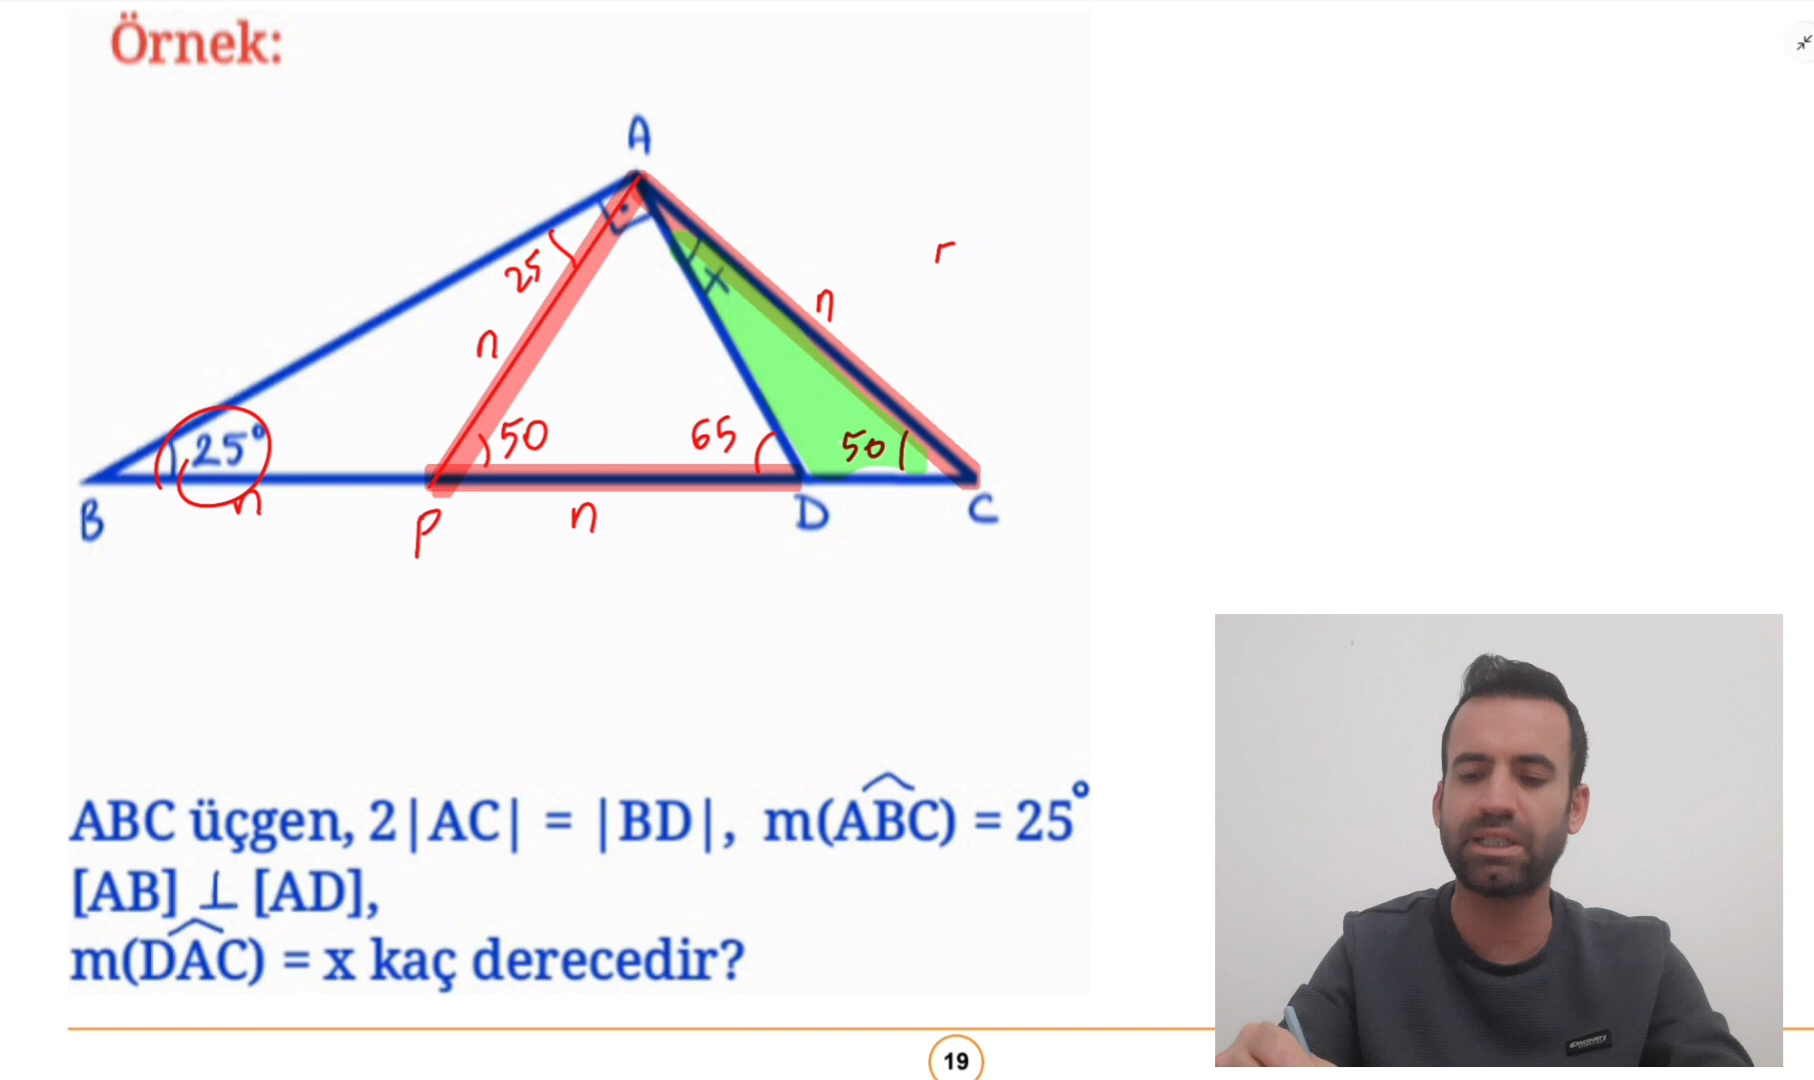 Örnek:
A
25
x
n
r
n
25°
50
65
50
n
n
B
P
D
C
ABC üçgen, 2|AC| = |BD|, m(ABC) = 25°
[AB] ⊥ [AD],
m(DAC) = x kaç derecedir?
Discovery
19